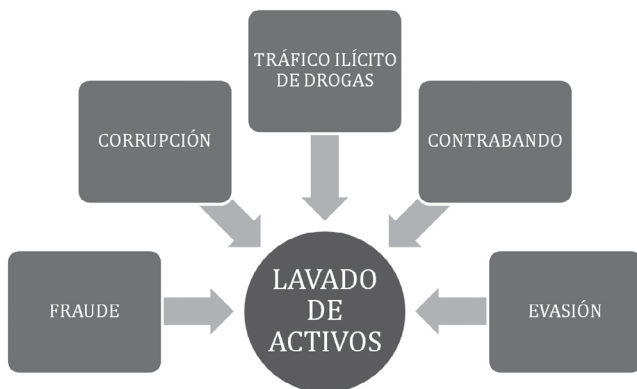 TRÁFICO ILÍCITO
DE DROGAS
CORRUPCIÓN
CONTRABANDO
FRAUDE
LAVADO
DE
ACTIVOS
EVASIÓN